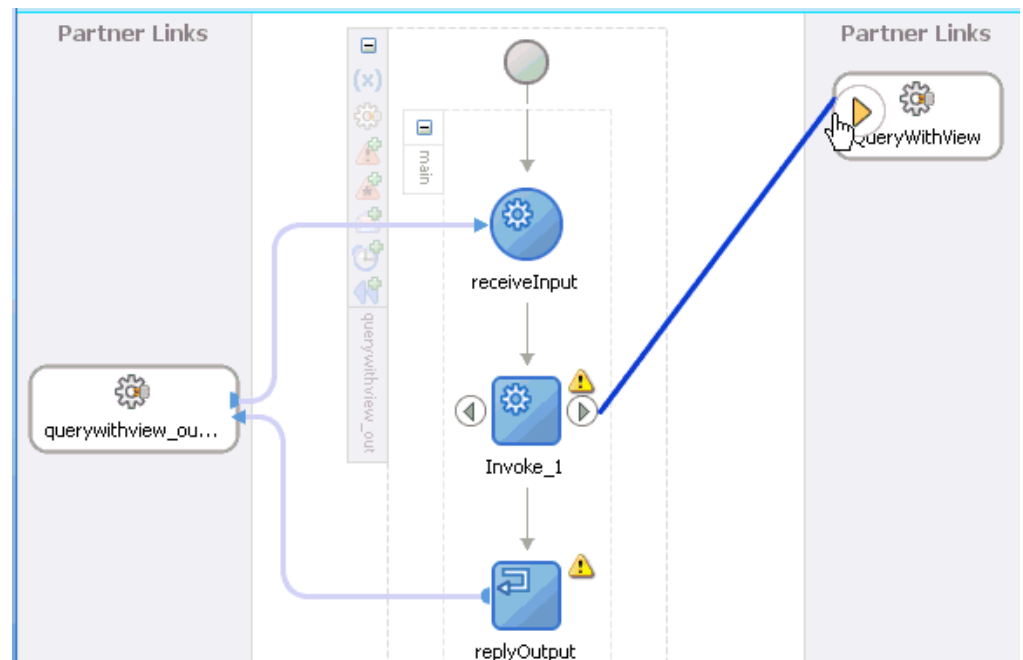 Partner Links
Partner Links
(x)
main
QueryWithView
receiveInput
querywithview_out
querywithview_ou...
Invoke_1
replyOutput